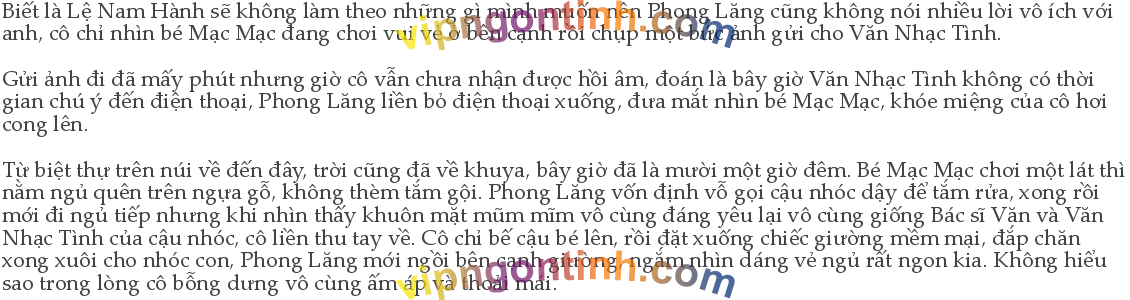 Biết là Lệ Nam Hành sẽ không làm theo những gì mình muốn nên Phong Lăng cũng không nói nhiều lời vô ích với
anh, cô chỉ nhìn bé Mạc Mạc đang chơi vui vẻ ở bên cạnh rồi chụp một bức ảnh gửi cho Văn Nhạc Tình.
vipngontinh.com
Gửi ảnh đi đã mấy phút nhưng giờ cô vẫn chưa nhận được hồi âm, đoán là bây giờ Văn Nhạc Tình không có thời
gian chú ý đến điện thoại, Phong Lăng liền bỏ điện thoại xuống, đưa mắt nhìn bé Mạc Mạc, khóe miệng của cô hơi
cong lên.
Từ biệt thự trên núi về đến đây, trời cũng đã về khuya, bây giờ đã là mười một giờ đêm. Bé Mạc Mạc chơi một lát thì
nằm ngủ quên trên ngựa gỗ, không thèm tắm gội. Phong Lăng vốn định vỗ gọi cậu nhóc dậy để tắm rửa, xong rồi
mới đi ngủ tiếp nhưng khi nhìn thấy khuôn mặt mũm mĩm vô cùng đáng yêu lại vô cùng giống Bác sĩ Văn và Văn
Nhạc Tình của cậu nhóc, cô liền thu tay về. Cô chỉ bế cậu bé lên, rồi đặt xuống chiếc giường mềm mại, đắp chăn
xong xuôi cho nhóc con, Phong Lăng mới ngồi bên cạnh giường, ngắm nhìn dáng vẻ ngủ rất ngon kia. Không hiểu
sao trong lòng cô bỗng dưng vô cùng ấm áp và thoải mái.
vipngontinh.com